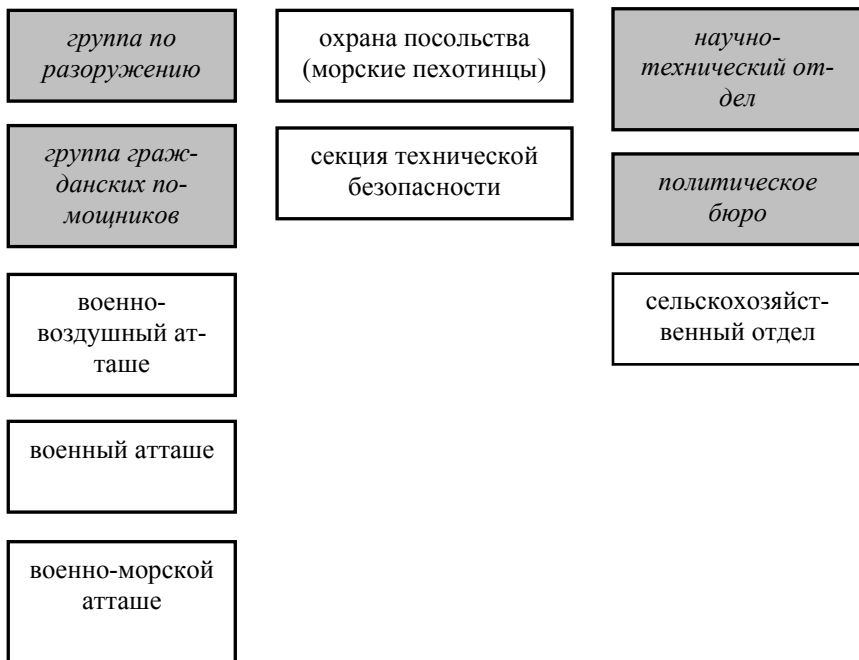 группа по
разоружению
группа граж-
данских по-
мощников
военно-
воздушный ат-
таше
военный атташе
военно-морской
атташе
охрана посольства
(морские пехотинцы)
секция технической
безопасности
научно-
технический от-
дел
политическое
бюро
сельскохозяйст-
венный отдел